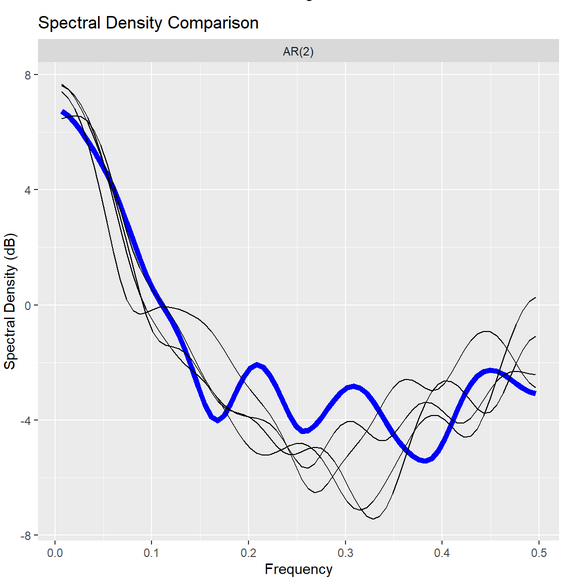 Spectral Density Comparison
AR(2)
8
4
0
-4
-8
Spectral Density (dB)
0.0 0.1 0.2 0.3 0.4 0.5
Frequency